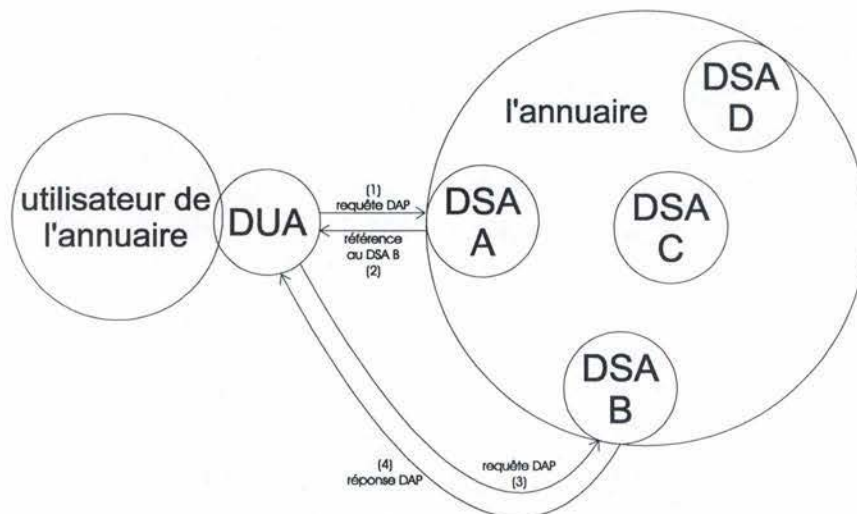 utilisateur de
l'annuaire
DUA
(1)
requête DAP
référence
au DSA B
(2)
l'annuaire
DSA
A
DSA
D
DSA
C
DSA
B
requête DAP
(3)
(4)
réponse DAP